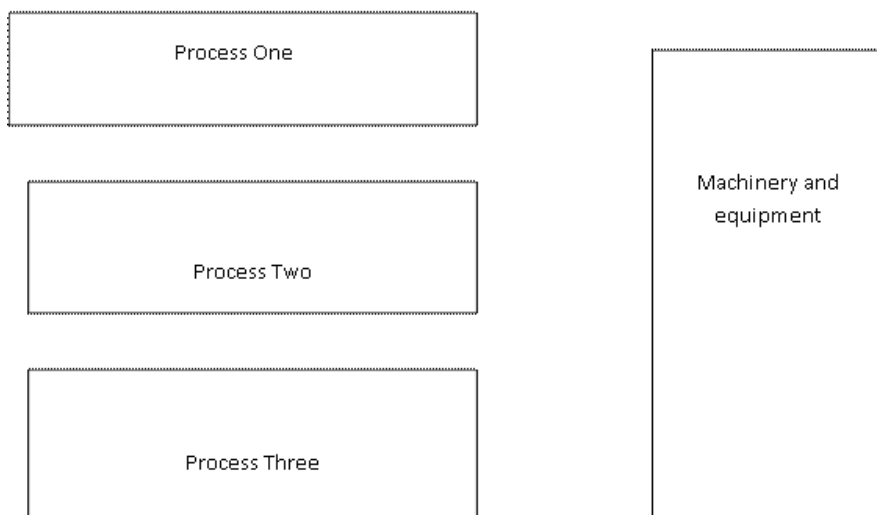 Process One
Machinery and
equipment
Process Two
Process Three